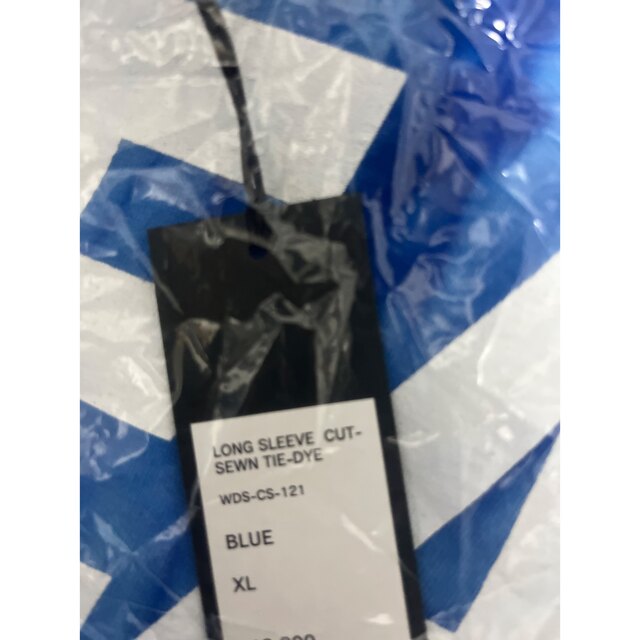 LONG SLEEVE CUT-
SEWN TIE-DYE
WDS-CS-121
BLUE
XL